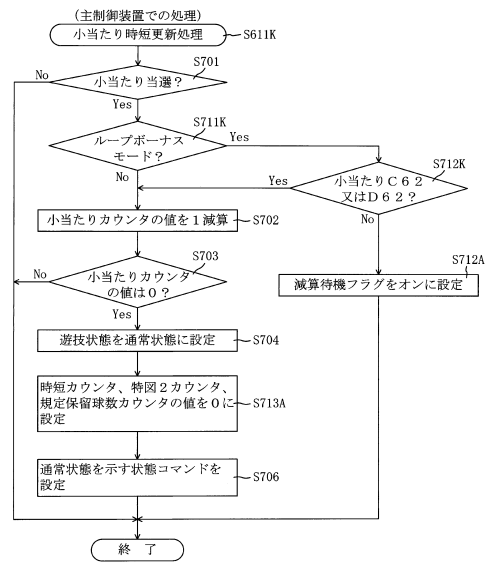 (主制御装置での処理)
小当たり時短更新処理
S611K
S701
No
小当たり当選?
Yes
S711K
ループボーナス
モード?
Yes
No
S712K
Yes
小当たりC62
又はD62?
No
小当たりカウンタの値を1減算
S702
S703
No
小当たりカウンタ
の値は0?
Yes
S712A
減算待機フラグをオンに設定
遊技状態を通常状態に設定
S704
時短カウンタ、特図2カウンタ、
規定保留球数カウンタの値を0に
設定
S713A
通常状態を示す状態コマンドを
設定
S706
終 了